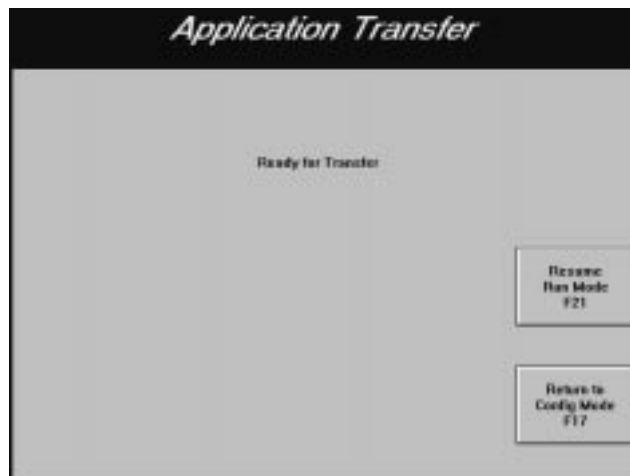 Application Transfer
Ready for Transfer
Resume
Run Mode
F21
Return to
Config Mode
F17